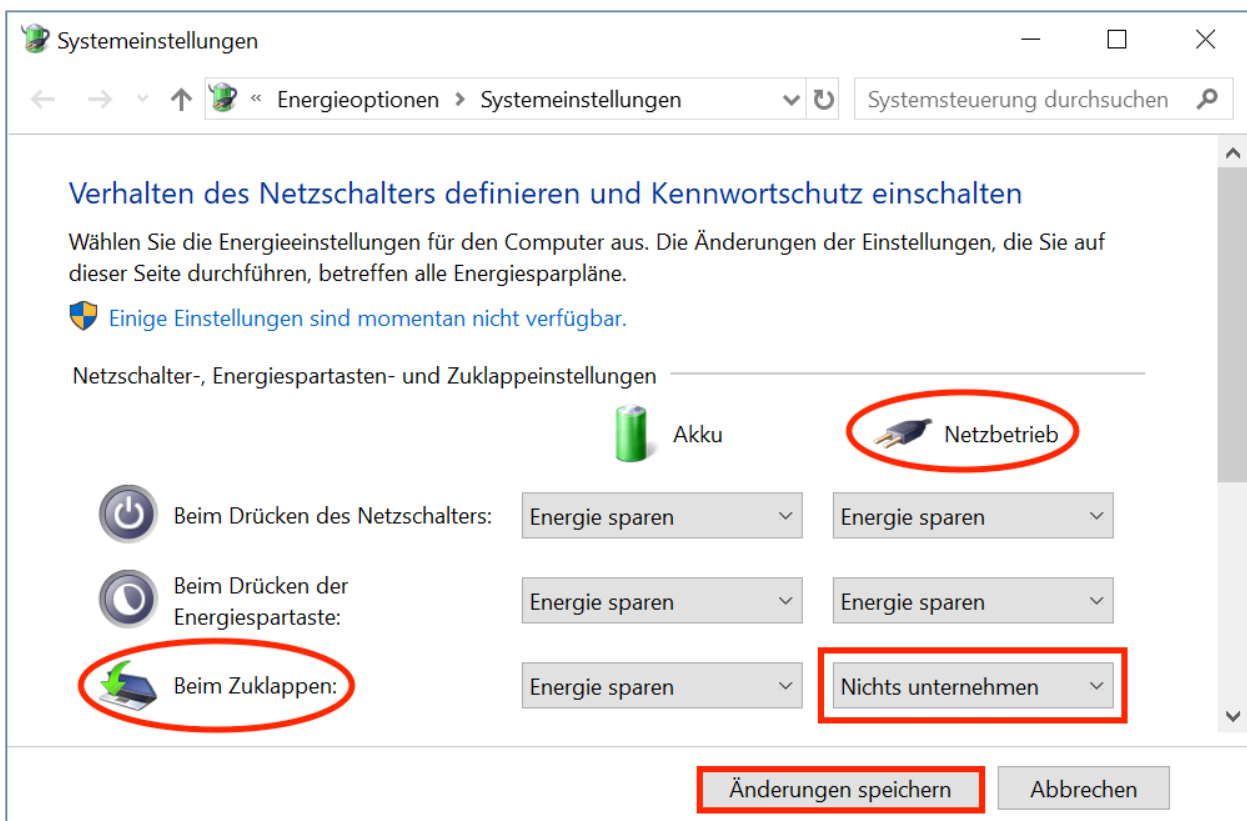 Systemeinstellungen
« Energieoptionen > Systemeinstellungen
Systemsteuerung durchsuchen
Verhalten des Netzschalters definieren und Kennwortschutz einschalten
Wählen Sie die Energieeinstellungen für den Computer aus. Die Änderungen der Einstellungen, die Sie auf
dieser Seite durchführen, betreffen alle Energiesparpläne.
Einige Einstellungen sind momentan nicht verfügbar.
Netzschalter-, Energiespartasten- und Zuklappeinstellungen
Akku
Netzbetrieb
Beim Drücken des Netzschalters:
Energie sparen
Energie sparen
Beim Drücken der
Energiespartaste:
Energie sparen
Energie sparen
Beim Zuklappen:
Energie sparen
Nichts unternehmen
Änderungen speichern
Abbrechen